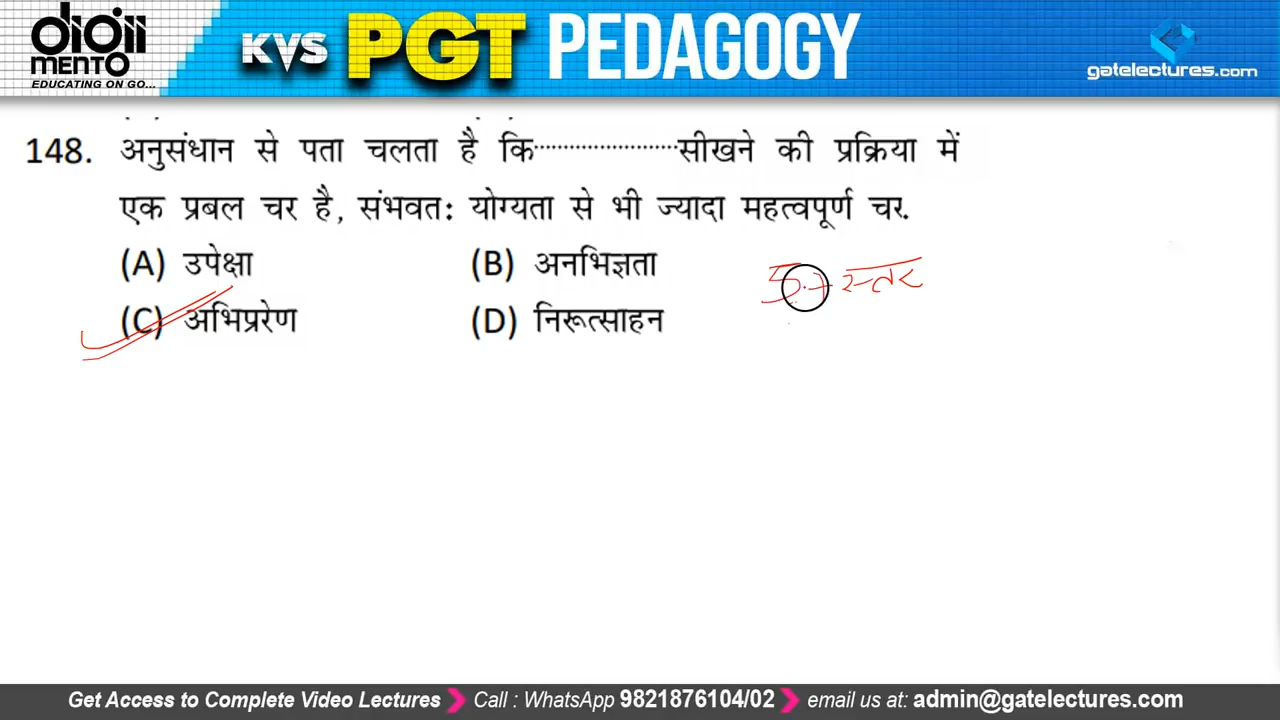 digii
MENTO
EDUCATING ON GO...
KVS PGT PEDAGOGY
gatelectures.com
148. अनुसंधान से पता चलता है कि.......................सीखने की प्रक्रिया में
एक प्रबल चर है, संभवतः योग्यता से भी ज्यादा महत्वपूर्ण चर.
(A) उपेक्षा (B) अनभिज्ञता
(C) अभिप्ररेण (D) निरूत्साहन
स्तर
Get Access to Complete Video Lectures Call : WhatsApp 9821876104/02 email us at: admin@gatelectures.com